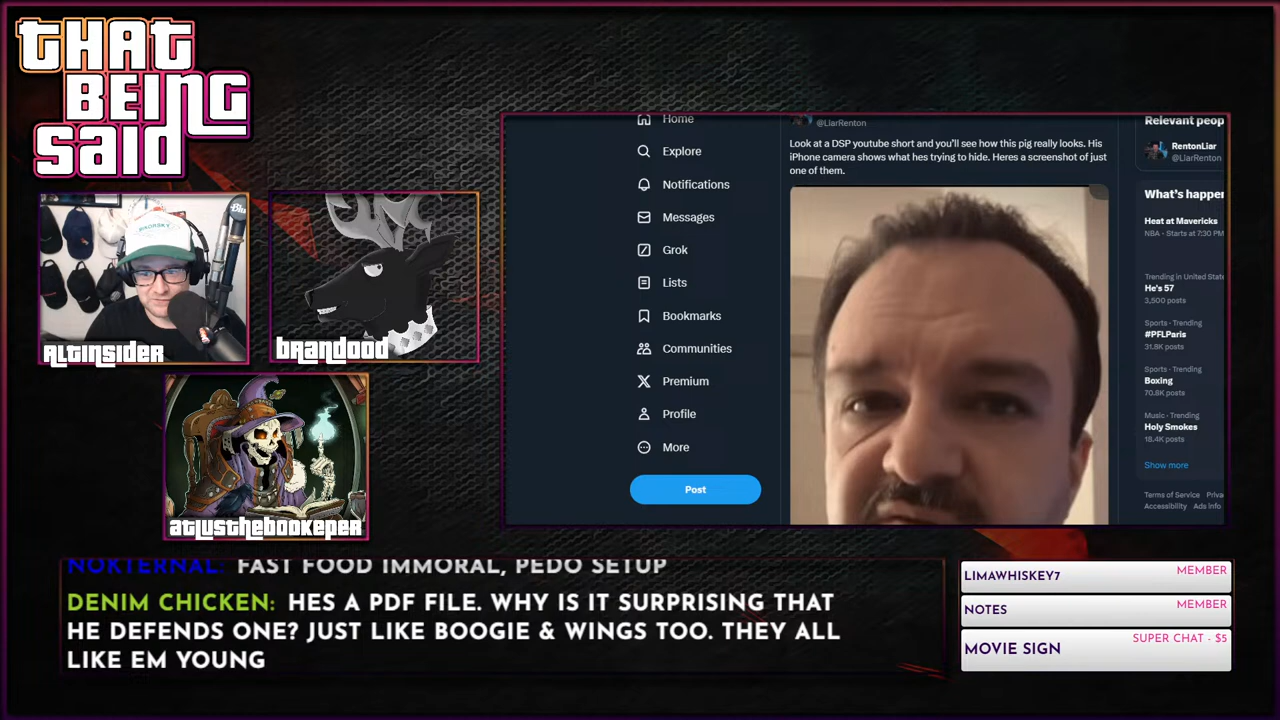 THAT
BEING
SAID
ALTINSIDER
BRANDOOD
ATLUSTHEBOOKEPER
Home
Explore
Notifications
Messages
Grok
Lists
Bookmarks
Communities
Premium
Profile
More
Post
@LiarRenton
Look at a DSP youtube short and you'll see how this pig really looks. His
iPhone camera shows what hes trying to hide. Heres a screenshot of just
one of them.
Relevant peop
RentonLiar
@LiarRenton
What's happen
Heat at Mavericks
NBA · Starts at 7:30 PM
Trending in United State
He's 57
3,500 posts
Sports · Trending
#PFLParis
31.8K posts
Sports · Trending
Boxing
70.8K posts
Music · Trending
Holy Smokes
18.4K posts
Show more
Terms of Service Priva
Accessibility Ads info
NOKTERNAL: FAST FOOD IMMORAL, PEDO SETUP
DENIM CHICKEN: HES A PDF FILE. WHY IS IT SURPRISING THAT
HE DEFENDS ONE? JUST LIKE BOOGIE & WINGS TOO. THEY ALL
LIKE EM YOUNG
LIMAWHISKEY7 MEMBER
NOTES MEMBER
MOVIE SIGN SUPER CHAT - $5